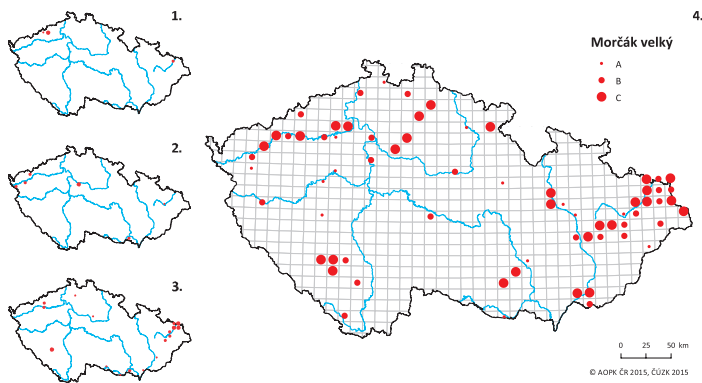 1.
4.
Morčák velký
A
B
C
2.
3.
0 25 50 km
© AOPK ČR 2015, ČÚZK 2015